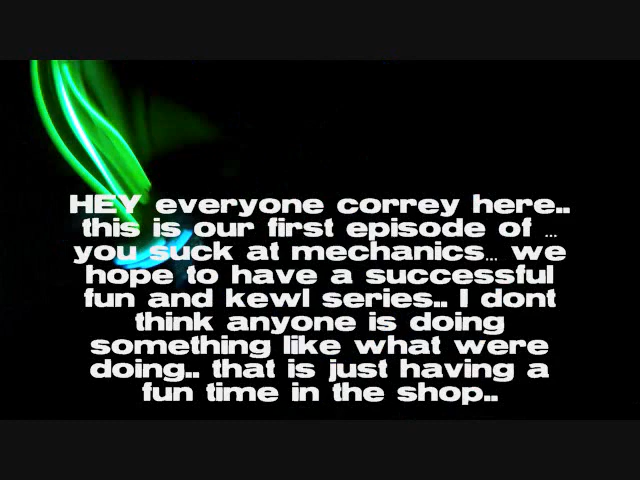 HEY everyone correy here..
this is our first episode of ...
you suck at mechanics... we
hope to have a successful
fun and kewl series.. I dont
think anyone is doing
something like what were
doing.. that is just having a
fun time in the shop..